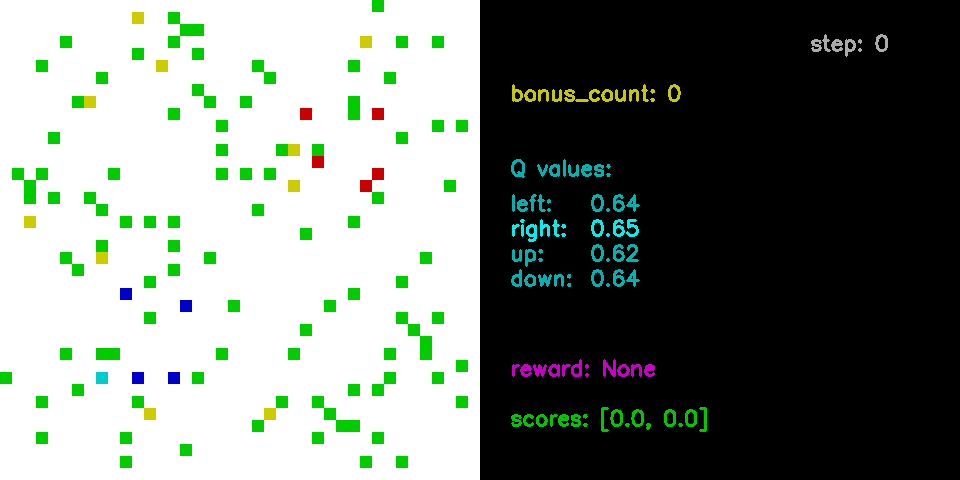 step: 0
bonus_count: 0
Q values:
left: 0.64
right: 0.65
up: 0.62
down: 0.64
reward: None
scores: [0.0, 0.0]